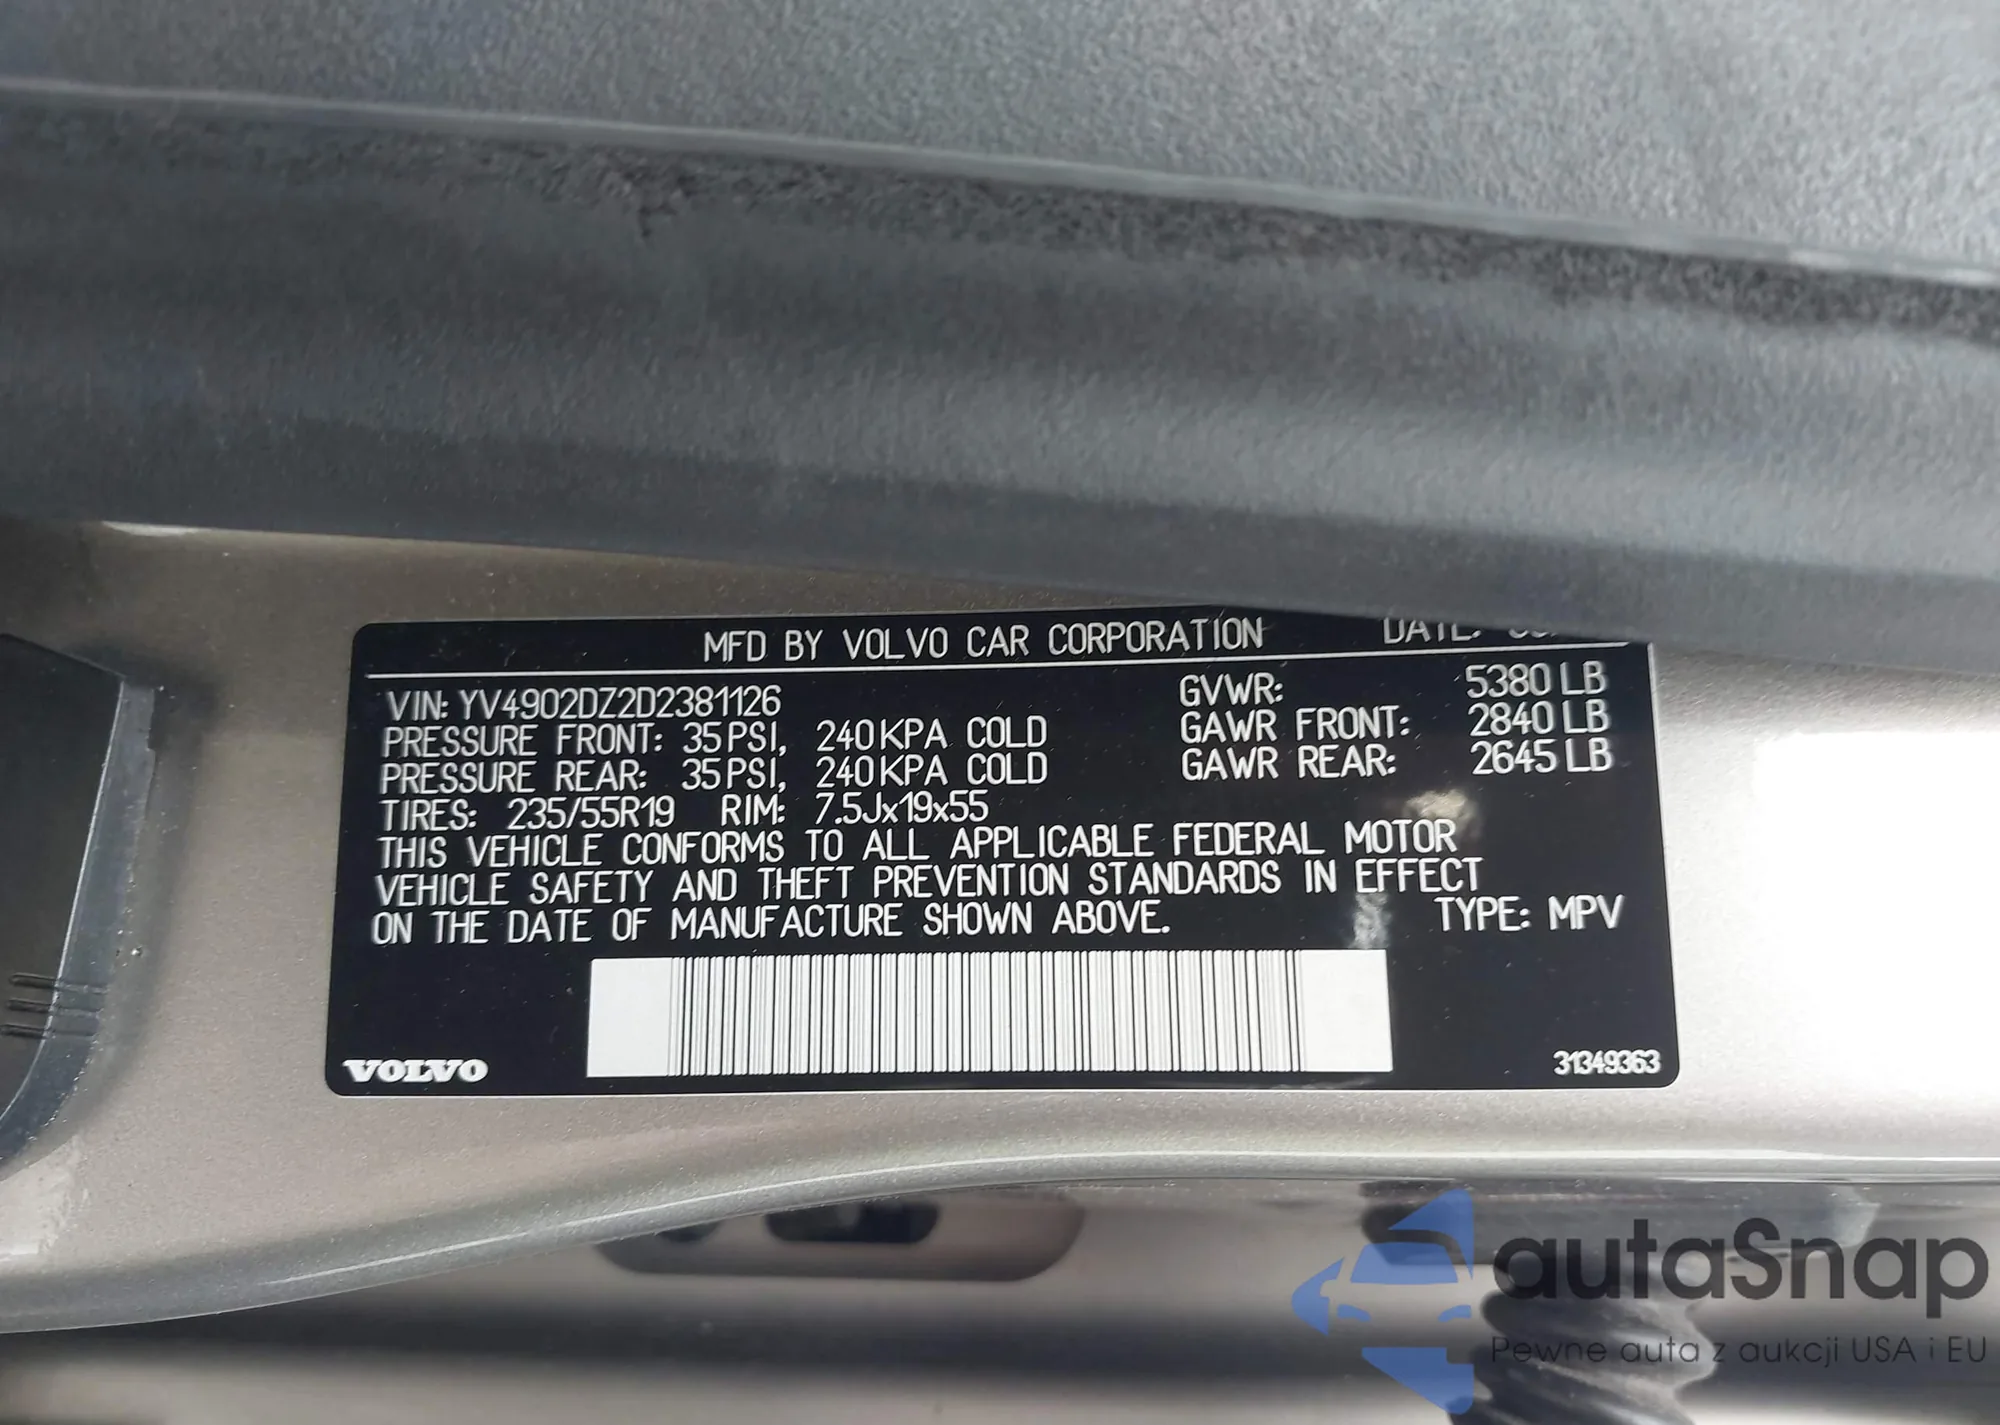 MFD BY VOLVO CAR CORPORATION DATE:
VIN: YV4902DZ2D2381126 GVWR: 5380 LB
PRESSURE FRONT: 35 PSI, 240 KPA COLD GAWR FRONT: 2840 LB
PRESSURE REAR: 35 PSI, 240 KPA COLD GAWR REAR: 2645 LB
TIRES: 235/55R19 RIM: 7.5Jx19x55
THIS VEHICLE CONFORMS TO ALL APPLICABLE FEDERAL MOTOR
VEHICLE SAFETY AND THEFT PREVENTION STANDARDS IN EFFECT
ON THE DATE OF MANUFACTURE SHOWN ABOVE. TYPE: MPV
VOLVO 31349363
autaSnap
Pewne auta z aukcji USA i EU